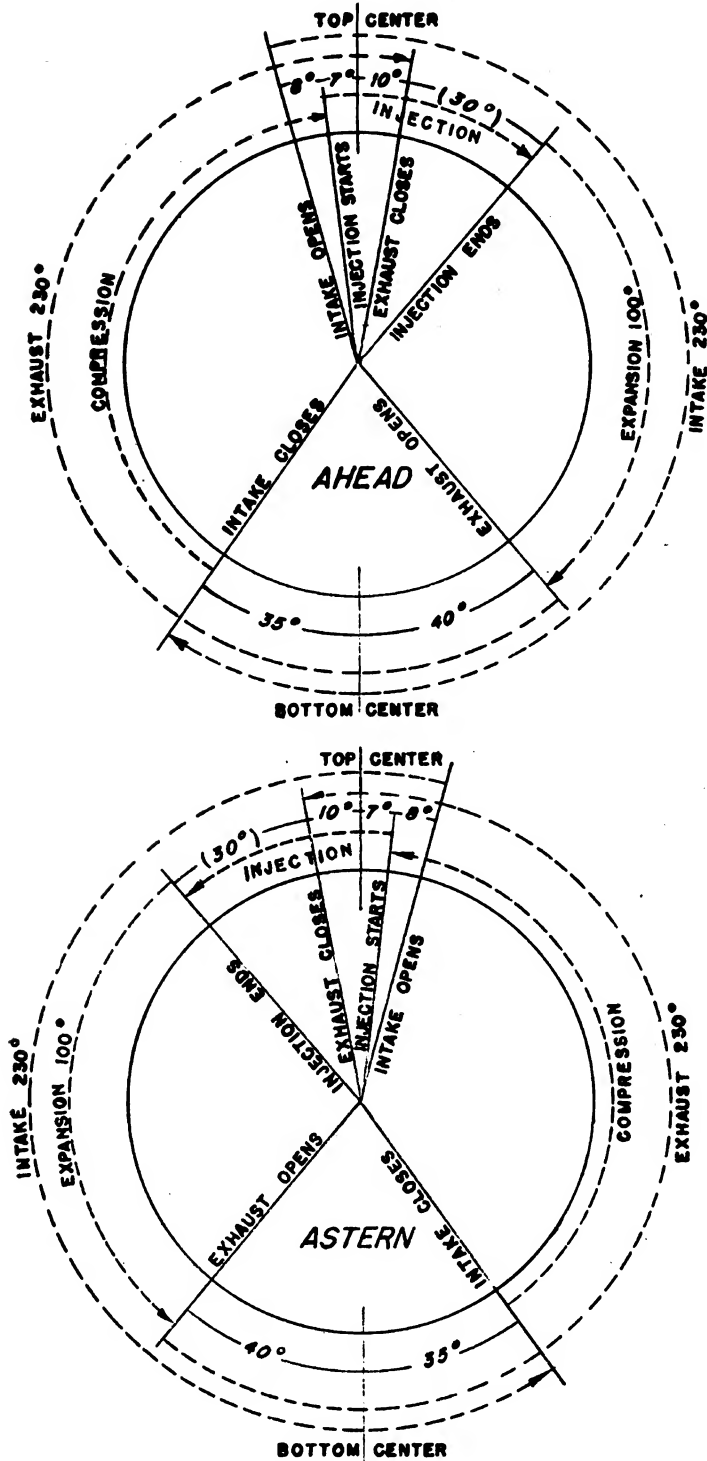 TOP CENTER
8° 7° 10°
(30°)
INJECTION
INTAKE OPENS
INJECTION STARTS
EXHAUST CLOSES
INJECTION ENDS
EXHAUST 230°
COMPRESSION
EXPANSION 100°
INTAKE 230°
INTAKE CLOSES
EXHAUST OPENS
AHEAD
35° 40°
BOTTOM CENTER
TOP CENTER
10° 7° 8°
(30°)
INJECTION
INJECTION ENDS
EXHAUST CLOSES
INJECTION STARTS
INTAKE OPENS
INTAKE 230°
EXPANSION 100°
COMPRESSION
EXHAUST 230°
EXHAUST OPENS
INTAKE CLOSES
ASTERN
40° 35°
BOTTOM CENTER